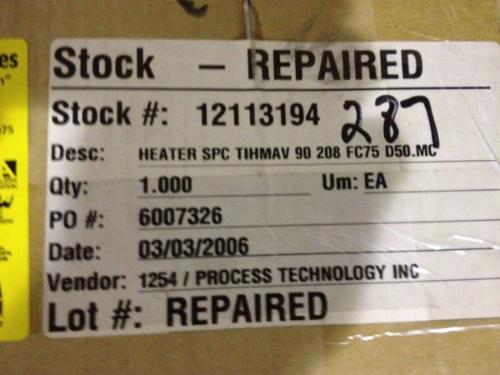 Stock – REPAIRED
Stock #: 12113194 287
Desc: HEATER SPC TIHMAV 90 208 FC75 D50.MC
Qty: 1.000 Um: EA
PO #: 6007326
Date: 03/03/2006
Vendor: 1254 / PROCESS TECHNOLOGY INC
Lot #: REPAIRED